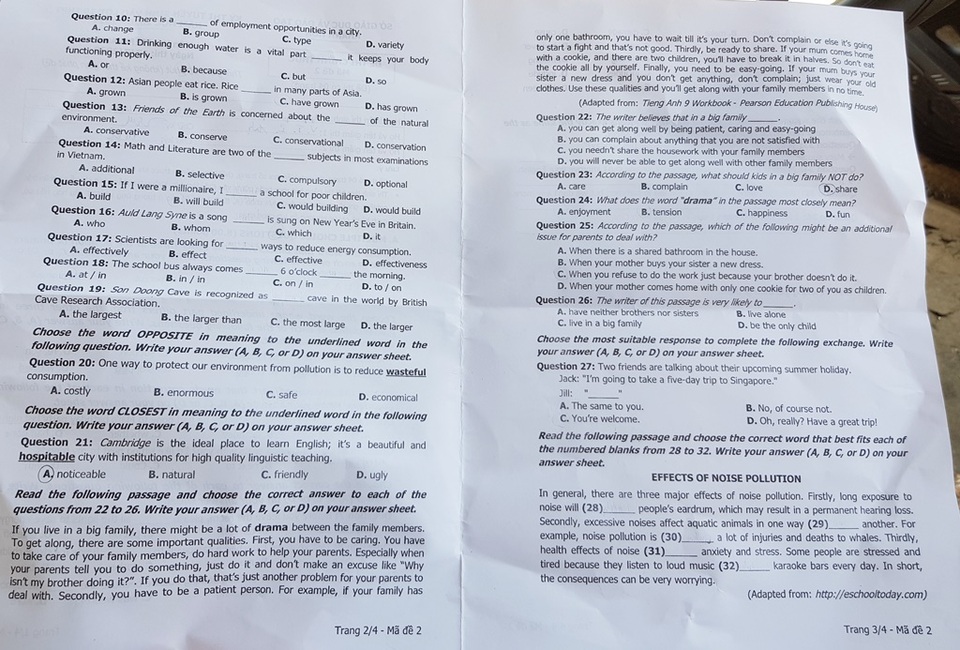 Question 10: There is a ______ of employment opportunities in a city.
A. change B. group C. type D. variety
Question 11: Drinking enough water is a vital part ______ it keeps your body
functioning properly.
A. or B. because C. but D. so
Question 12: Asian people eat rice. Rice ______ in many parts of Asia.
A. grown B. is grown C. have grown D. has grown
Question 13: Friends of the Earth is concerned about the ______ of the natural
environment.
A. conservative B. conserve C. conservational D. conservation
Question 14: Math and Literature are two of the ______ subjects in most examinations
in Vietnam.
A. additional B. selective C. compulsory D. optional
Question 15: If I were a millionaire, I ______ a school for poor children.
A. build B. will build C. would building D. would build
Question 16: Auld Lang Syne is a song ______ is sung on New Year's Eve in Britain.
A. who B. whom C. which D. it
Question 17: Scientists are looking for ______ ways to reduce energy consumption.
A. effectively B. effect C. effective D. effectiveness
Question 18: The school bus always comes ______ 6 o'clock ______ the morning.
A. at / in B. in / in C. on / in D. to / on
Question 19: Son Doong Cave is recognized as ______ cave in the world by British
Cave Research Association.
A. the largest B. the larger than C. the most large D. the larger
Choose the word OPPOSITE in meaning to the underlined word in the
following question. Write your answer (A, B, C, or D) on your answer sheet.
Question 20: One way to protect our environment from pollution is to reduce wasteful
consumption.
A. costly B. enormous C. safe D. economical
Choose the word CLOSEST in meaning to the underlined word in the following
question. Write your answer (A, B, C, or D) on your answer sheet.
Question 21: Cambridge is the ideal place to learn English; it's a beautiful and
hospitable city with institutions for high quality linguistic teaching.
A. noticeable B. natural C. friendly D. ugly
Read the following passage and choose the correct answer to each of the
questions from 22 to 26. Write your answer (A, B, C, or D) on your answer sheet.
If you live in a big family, there might be a lot of drama between the family members.
To get along, there are some important qualities. First, you have to be caring. You have
to take care of your family members, do hard work to help your parents. Especially when
your parents tell you to do something, just do it and don't make an excuse like "Why
isn't my brother doing it?". If you do that, that's just another problem for your parents to
deal with. Secondly, you have to be a patient person. For example, if your family has
Trang 2/4 - Mã đề 2
only one bathroom, you have to wait till it's your turn. Don't complain or else it's going
to start a fight and that's not good. Thirdly, be ready to share. If your mum comes home
with a cookie, and there are two children, you'll have to break it in halves. So don't eat
the cookie all by yourself. Finally, you need to be easy-going. If your mum buys your
sister a new dress and you don't get anything, don't complain; just wear your old
clothes. Use these qualities and you'll get along with your family members in no time.
(Adapted from: Tieng Anh 9 Workbook - Pearson Education Publishing House)
Question 22: The writer believes that in a big family ______.
A. you can get along well by being patient, caring and easy-going
B. you can complain about anything that you are not satisfied with
C. you needn't share the housework with your family members
D. you will never be able to get along well with other family members
Question 23: According to the passage, what should kids in a big family NOT do?
A. care B. complain C. love D. share
Question 24: What does the word "drama" in the passage most closely mean?
A. enjoyment B. tension C. happiness D. fun
Question 25: According to the passage, which of the following might be an additional
issue for parents to deal with?
A. When there is a shared bathroom in the house.
B. When your mother buys your sister a new dress.
C. When you refuse to do the work just because your brother doesn't do it.
D. When your mother comes home with only one cookie for two of you as children.
Question 26: The writer of this passage is very likely to ______.
A. have neither brothers nor sisters B. live alone
C. live in a big family D. be the only child
Choose the most suitable response to complete the following exchange. Write
your answer (A, B, C, or D) on your answer sheet.
Question 27: Two friends are talking about their upcoming summer holiday.
Jack: "I'm going to take a five-day trip to Singapore."
Jill: "______"
A. The same to you. B. No, of course not.
C. You're welcome. D. Oh, really? Have a great trip!
Read the following passage and choose the correct word that best fits each of
the numbered blanks from 28 to 32. Write your answer (A, B, C, or D) on your
answer sheet.
EFFECTS OF NOISE POLLUTION
In general, there are three major effects of noise pollution. Firstly, long exposure to
noise will (28)______ people's eardrum, which may result in a permanent hearing loss.
Secondly, excessive noises affect aquatic animals in one way (29)______ another. For
example, noise pollution is (30)______ a lot of injuries and deaths to whales. Thirdly,
health effects of noise (31)______ anxiety and stress. Some people are stressed and
tired because they listen to loud music (32)______ karaoke bars every day. In short,
the consequences can be very worrying.
(Adapted from: http://eschooltoday.com)
Trang 3/4 - Mã đề 2